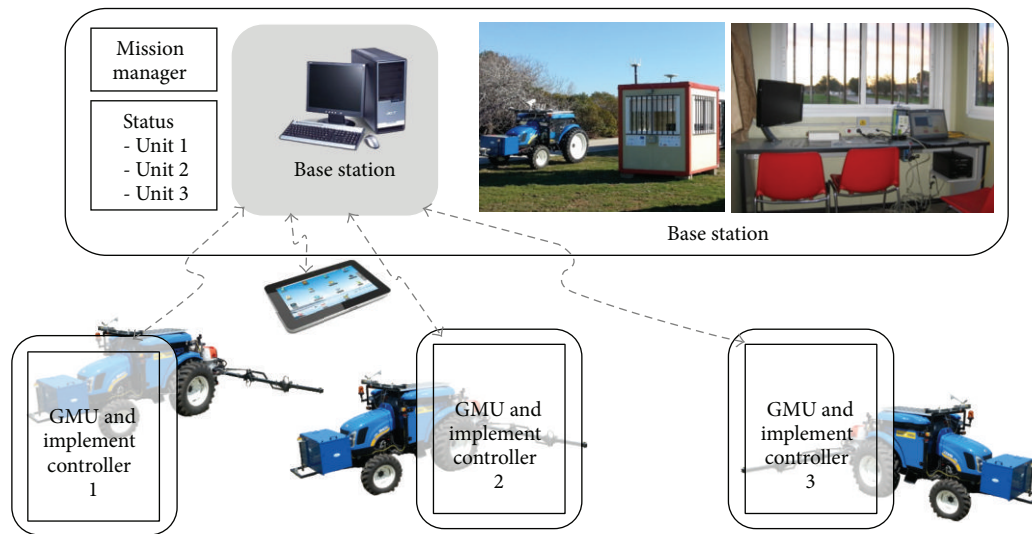 Mission
manager
Status
- Unit 1
- Unit 2
- Unit 3
Base station
Base station
GMU and
implement
controller
1
GMU and
implement
controller
2
GMU and
implement
controller
3